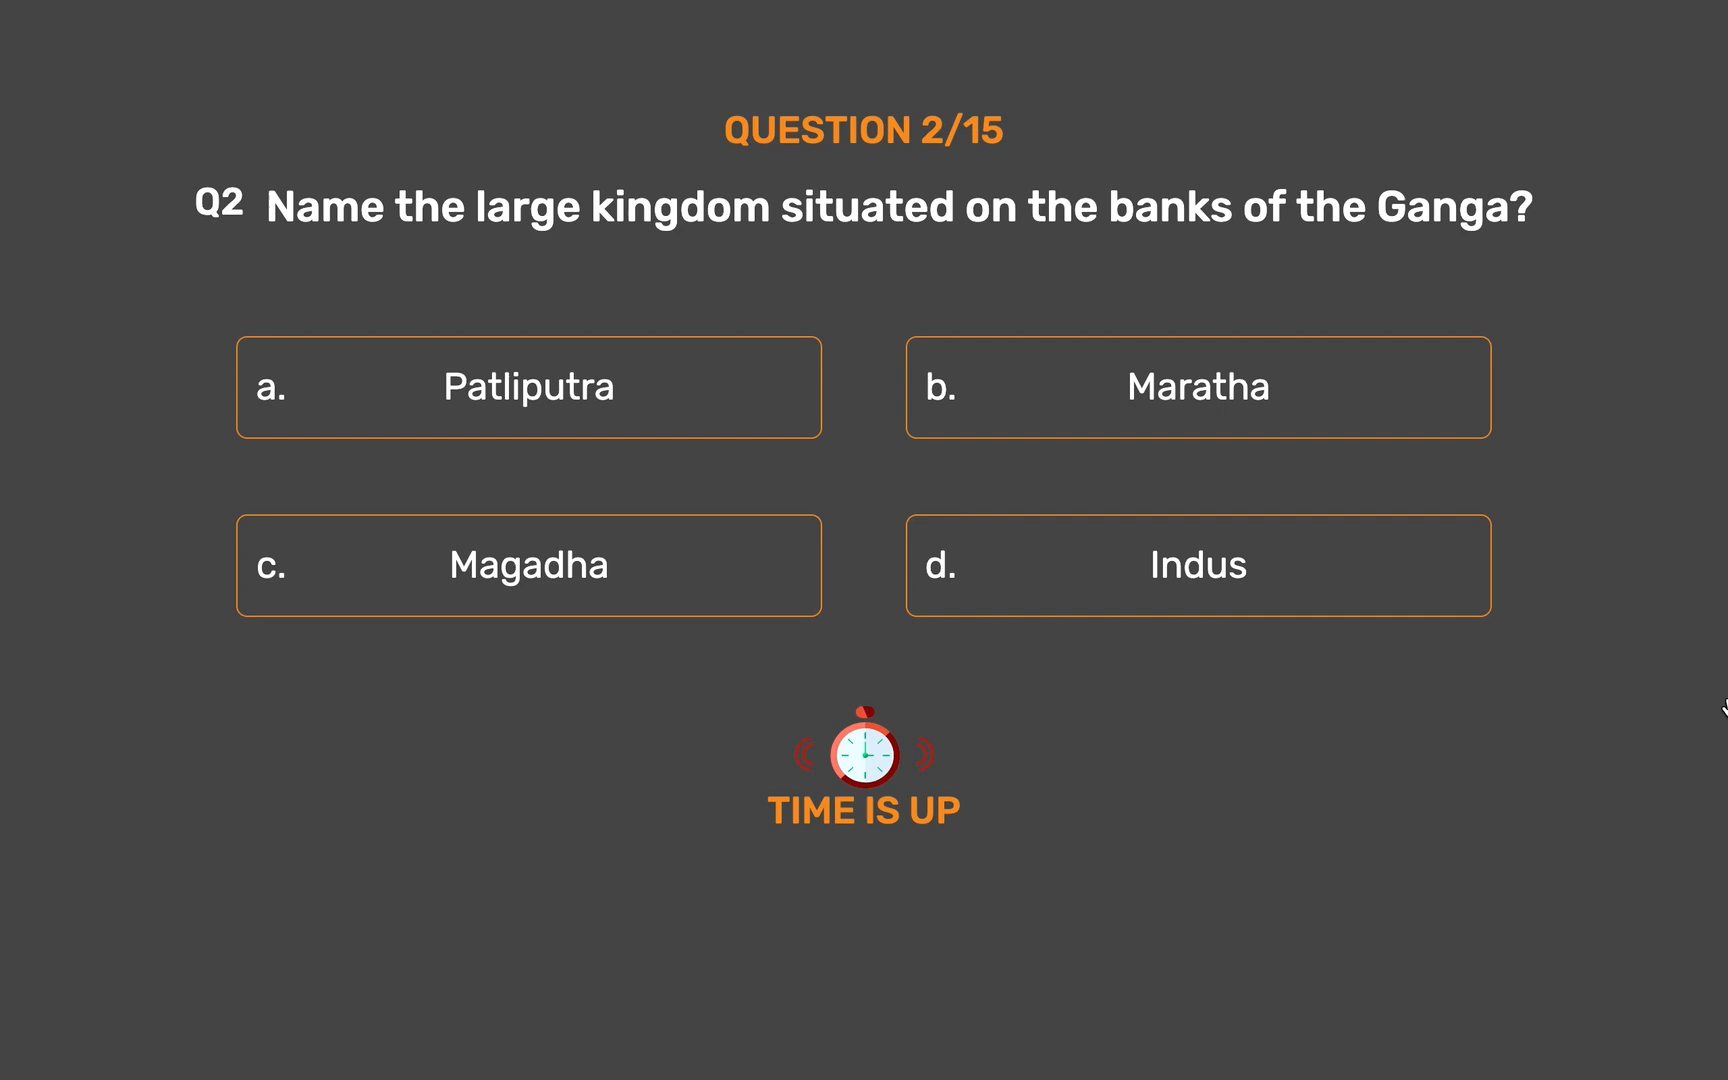 QUESTION 2/15
Q2 Name the large kingdom situated on the banks of the Ganga?
a. Patliputra
b. Maratha
c. Magadha
d. Indus
TIME IS UP